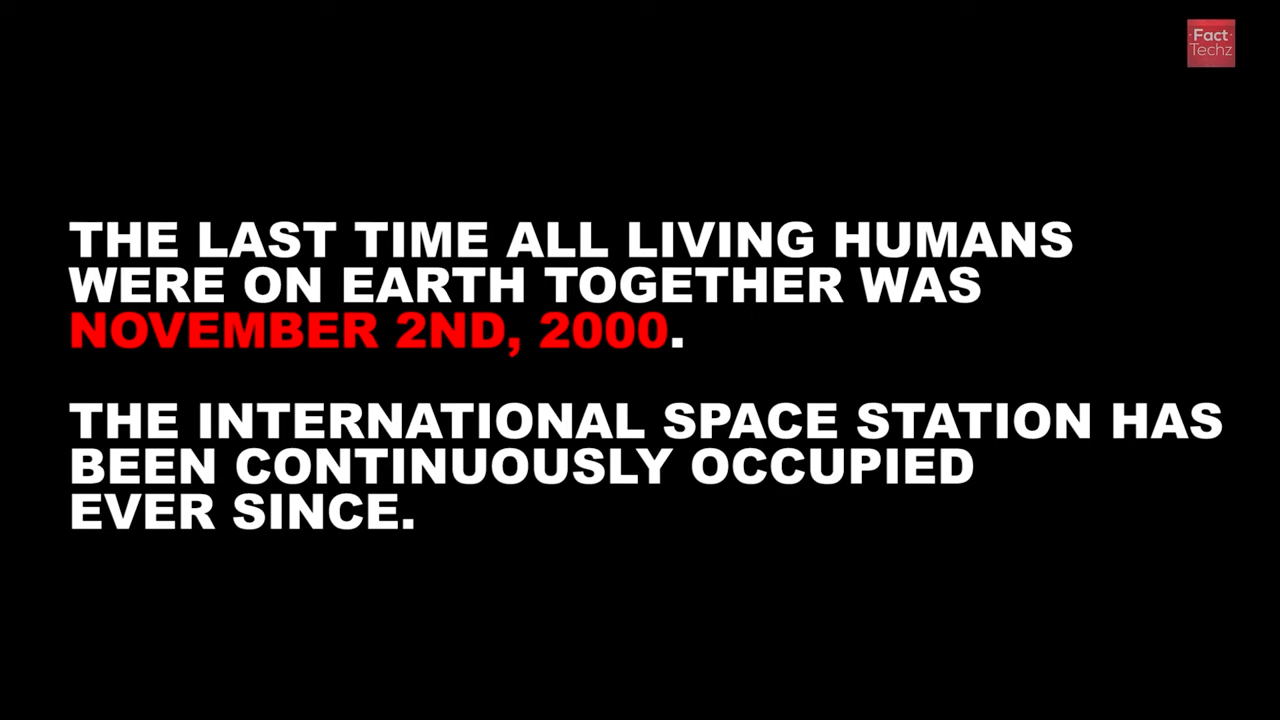 ·Fact·
Techz
THE LAST TIME ALL LIVING HUMANS
WERE ON EARTH TOGETHER WAS
NOVEMBER 2ND, 2000.
THE INTERNATIONAL SPACE STATION HAS
BEEN CONTINUOUSLY OCCUPIED
EVER SINCE.